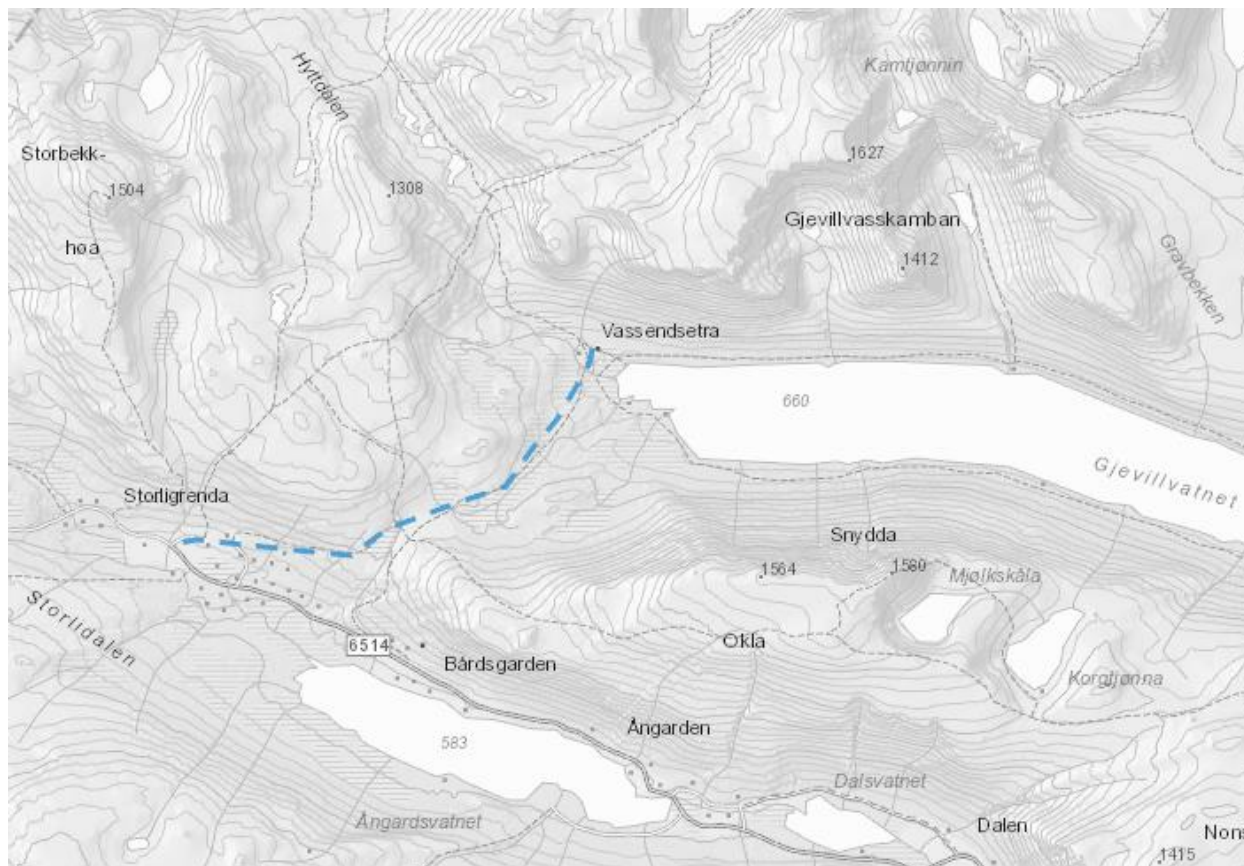 Hyttdalen
Kamtjønnin
Storbekk-
1627
1504
1308
Gjevillvasskamban
høa
1412
Gravbekken
Vassendsetra
660
Gjevillvatnet
Storligrenda
Snydda
1564
1580
Mjølkskåla
Storlidalen
6514
Okla
Bårdsgarden
Korgtjønna
Ångarden
583
Dalsvatnet
Ångardsvatnet
Dalen
Nons
1415